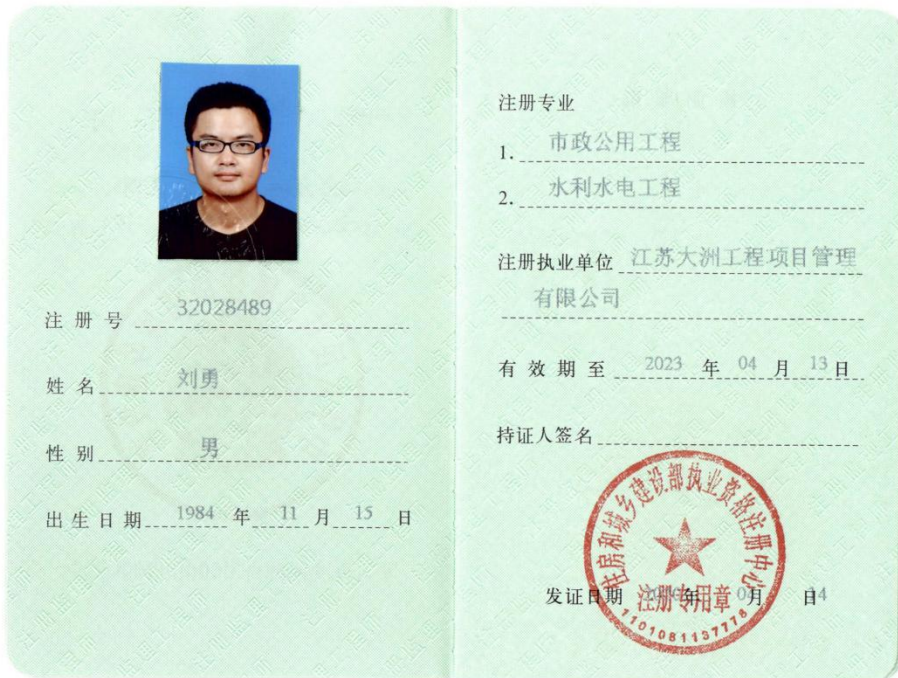 注册号 32028489
姓名 刘勇
性别 男
出生日期 1984 年 11 月 15 日
注册专业
1. 市政公用工程
2. 水利水电工程
注册执业单位 江苏大洲工程项目管理
有限公司
有效期至 2023 年 04 月 13 日
持证人签名
住房和城乡建设部执业资格注册中心
注册专用章
1101081137778
发证日期 年 04 月 14 日